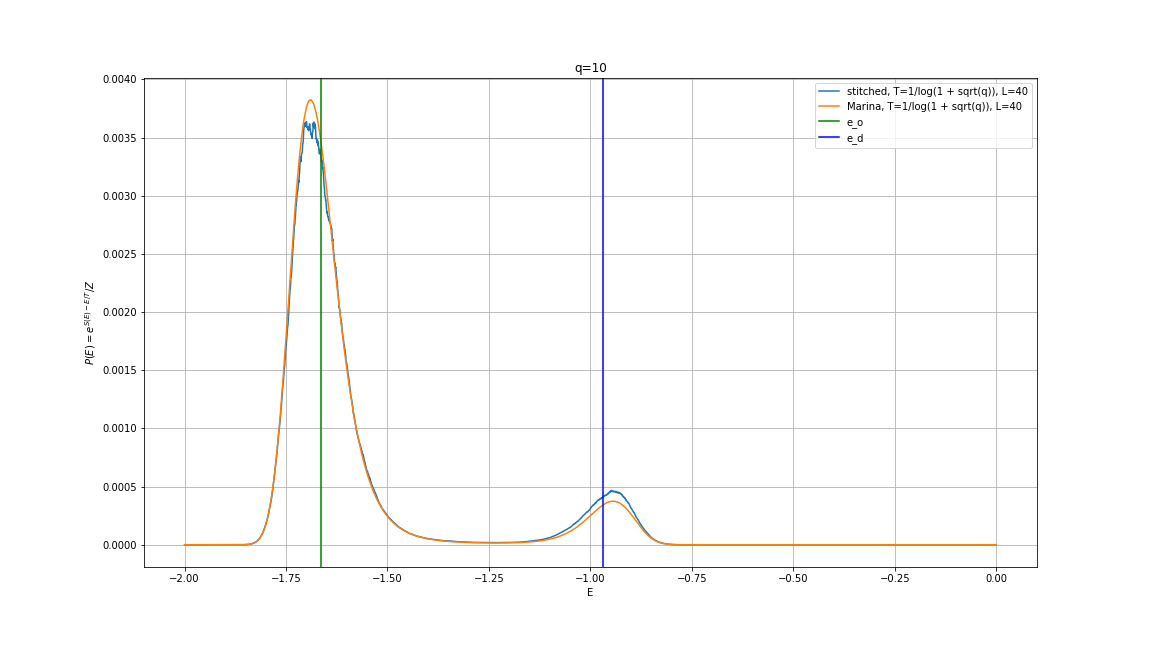 q=10
stitched, T=1/log(1 + sqrt(q)), L=40
Marina, T=1/log(1 + sqrt(q)), L=40
e_o
e_d
0.0040
0.0035
0.0030
0.0025
0.0020
0.0015
0.0010
0.0005
0.0000
P(E) = e^{S(E) − E/T}/Z
−2.00 −1.75 −1.50 −1.25 −1.00 −0.75 −0.50 −0.25 0.00
E